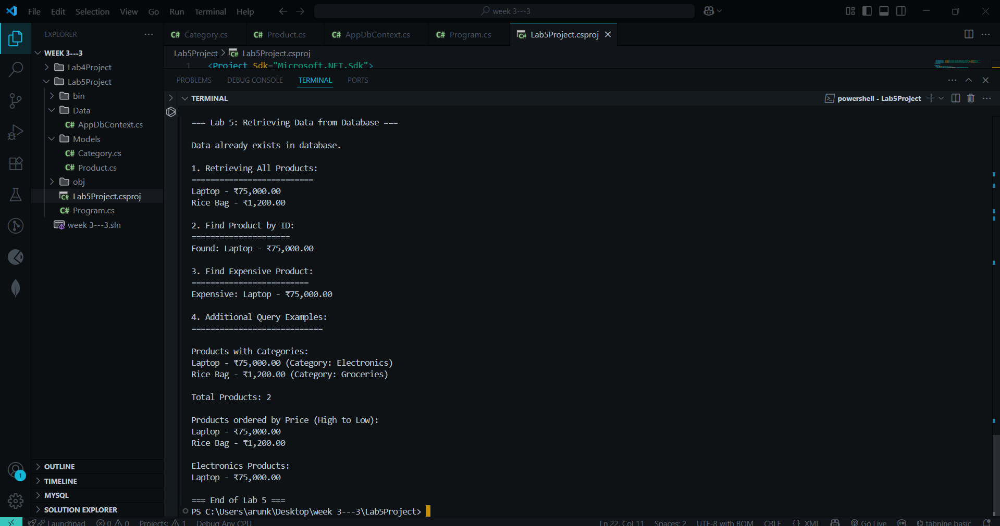 File Edit Selection View Go Run Terminal Help
week 3---3
EXPLORER
WEEK 3---3
Lab4Project
Lab5Project
bin
Data
C# AppDbContext.cs
Models
C# Category.cs
C# Product.cs
obj
Lab5Project.csproj
C# Program.cs
week 3---3.sln
OUTLINE
TIMELINE
MYSQL
SOLUTION EXPLORER
1
C# Category.cs
C# Product.cs
C# AppDbContext.cs
C# Program.cs
Lab5Project.csproj
Lab5Project > Lab5Project.csproj
1 <Project Sdk="Microsoft.NET.Sdk">
PROBLEMS DEBUG CONSOLE TERMINAL PORTS
TERMINAL
powershell - Lab5Project
=== Lab 5: Retrieving Data from Database ===
Data already exists in database.
1. Retrieving All Products:
==========================
Laptop - ₹75,000.00
Rice Bag - ₹1,200.00
2. Find Product by ID:
=====================
Found: Laptop - ₹75,000.00
3. Find Expensive Product:
=========================
Expensive: Laptop - ₹75,000.00
4. Additional Query Examples:
============================
Products with Categories:
Laptop - ₹75,000.00 (Category: Electronics)
Rice Bag - ₹1,200.00 (Category: Groceries)
Total Products: 2
Products ordered by Price (High to Low):
Laptop - ₹75,000.00
Rice Bag - ₹1,200.00
Electronics Products:
Laptop - ₹75,000.00
=== End of Lab 5 ===
PS C:\Users\arunk\Desktop\week 3---3\Lab5Project>
Launchpad 0 0 Projects: 1 Debug Any CPU Ln 22, Col 11 Spaces: 2 UTF-8 with BOM CRLF {} XML Go Live tabnine basic